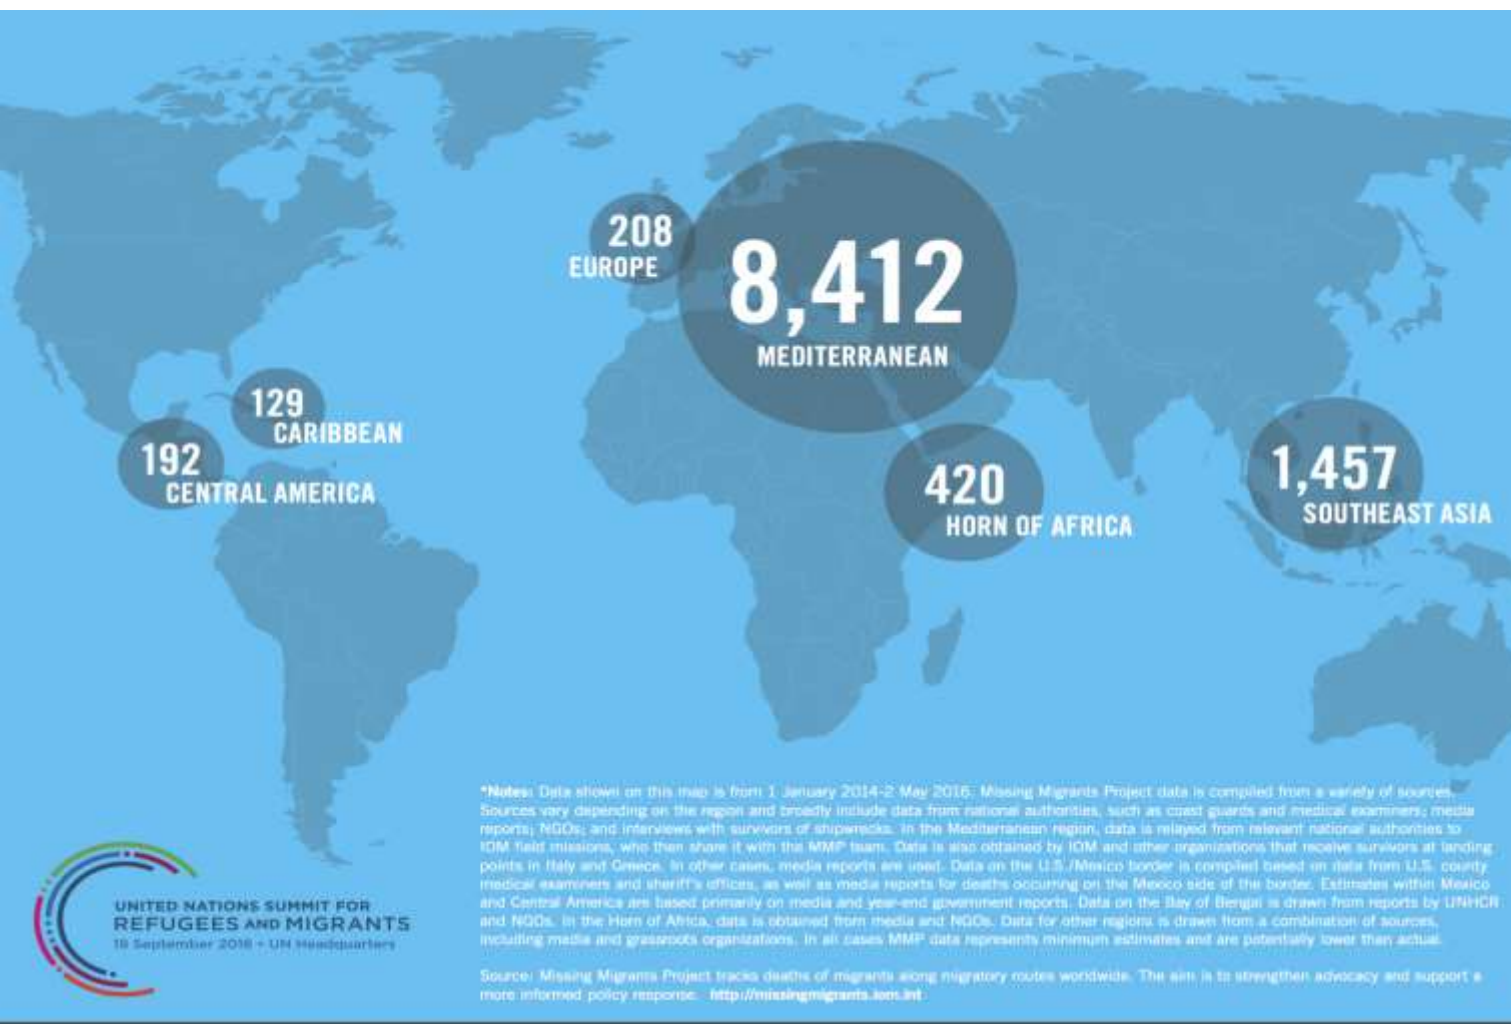 208
EUROPE
8,412
MEDITERRANEAN
129
CARIBBEAN
192
CENTRAL AMERICA
420
HORN OF AFRICA
1,457
SOUTHEAST ASIA
*Notes: Data shown on this map is from 1 January 2014-2 May 2016. Missing Migrants Project data is compiled from a variety of sources.
Sources vary depending on the region and broadly include data from national authorities, such as coast guards and medical examiners; media
reports; NGOs; and interviews with survivors of shipwrecks. In the Mediterranean region, data is relayed from relevant national authorities to
IOM field missions, who then share it with the MMP team. Data is also obtained by IOM and other organizations that receive survivors at landing
points in Italy and Greece. In other cases, media reports are used. Data on the U.S./Mexico border is compiled based on data from U.S. county
medical examiners and sheriff's offices, as well as media reports for deaths occurring on the Mexico side of the border. Estimates within Mexico
and Central America are based primarily on media and year-end government reports. Data on the Bay of Bengal is drawn from reports by UNHCR
and NGOs. In the Horn of Africa, data is obtained from media and NGOs. Data for other regions is drawn from a combination of sources,
including media and grassroots organizations. In all cases MMP data represents minimum estimates and are potentially lower than actual.
Source: Missing Migrants Project tracks deaths of migrants along migratory routes worldwide. The aim is to strengthen advocacy and support a
more informed policy response. http://missingmigrants.iom.int
UNITED NATIONS SUMMIT FOR
REFUGEES AND MIGRANTS
19 September 2016 • UN Headquarters